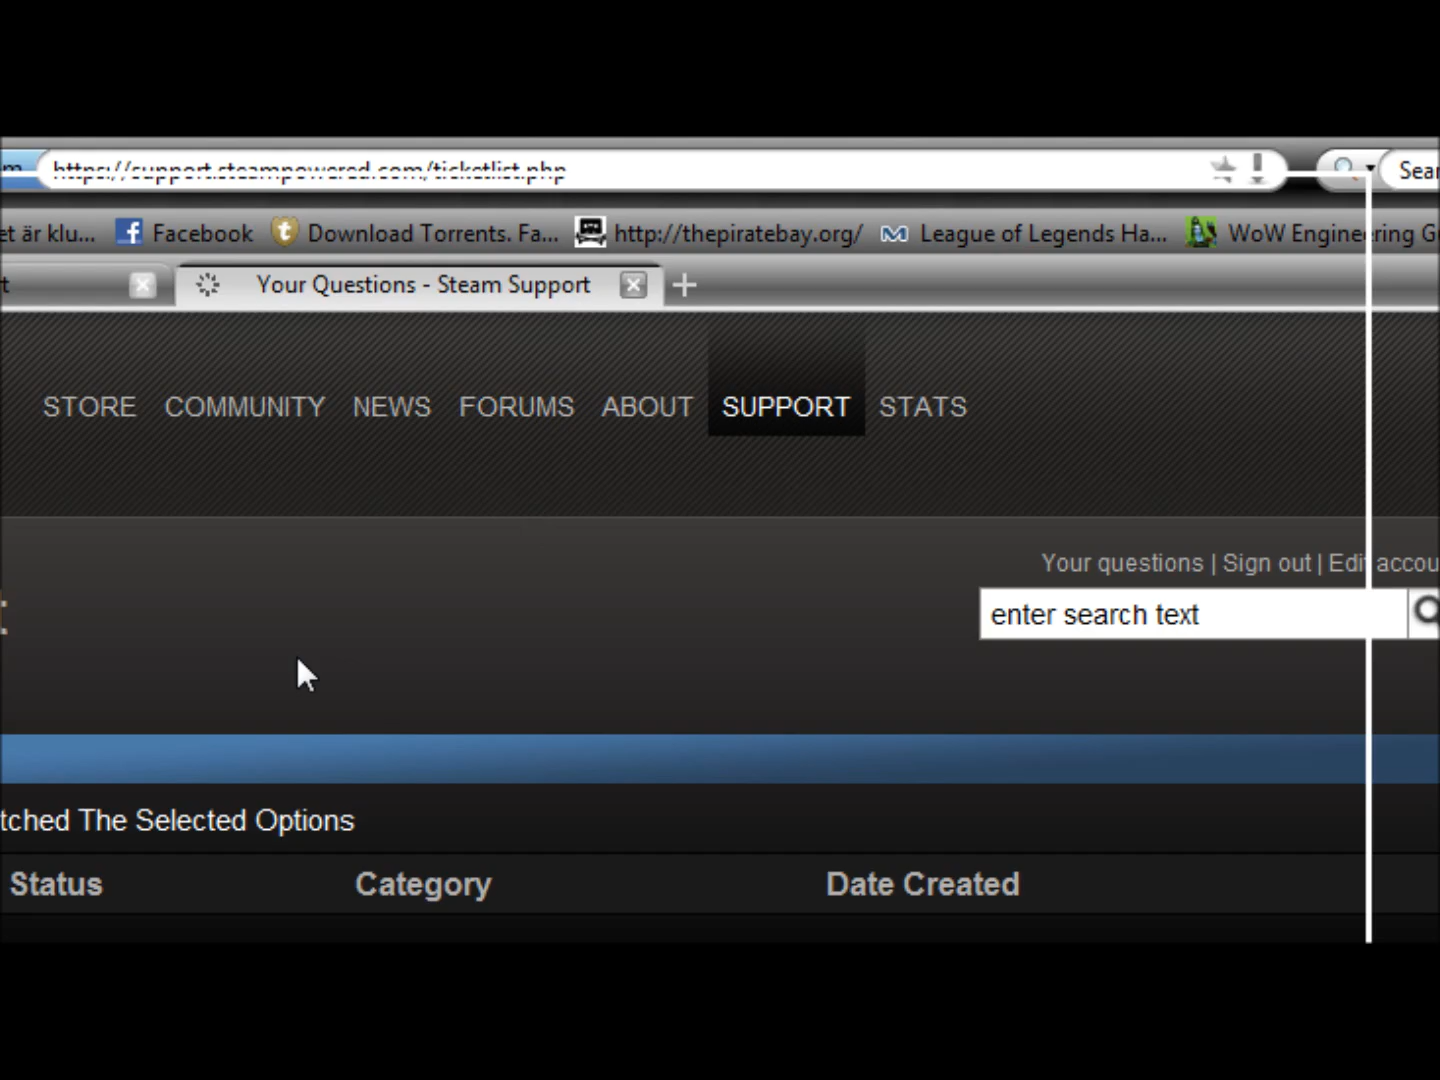 https://support.steampowered.com/ticketlist.php
Sear
et är klu...
Facebook
Download Torrents. Fa...
http://thepiratebay.org/
League of Legends Ha...
WoW Engineering G
Your Questions - Steam Support
STORE COMMUNITY NEWS FORUMS ABOUT SUPPORT STATS
Your questions | Sign out | Edit accou
enter search text
tched The Selected Options
Status Category Date Created